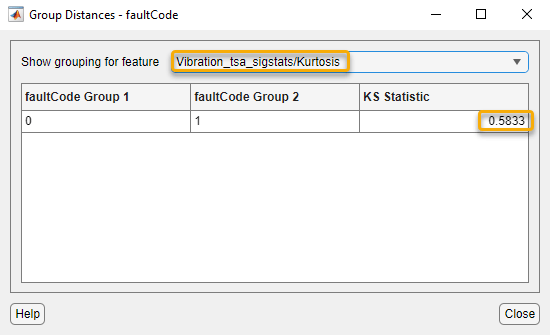 Group Distances - faultCode
Show grouping for feature Vibration_tsa_sigstats/Kurtosis
faultCode Group 1 faultCode Group 2 KS Statistic
0 1 0.5833
Help Close